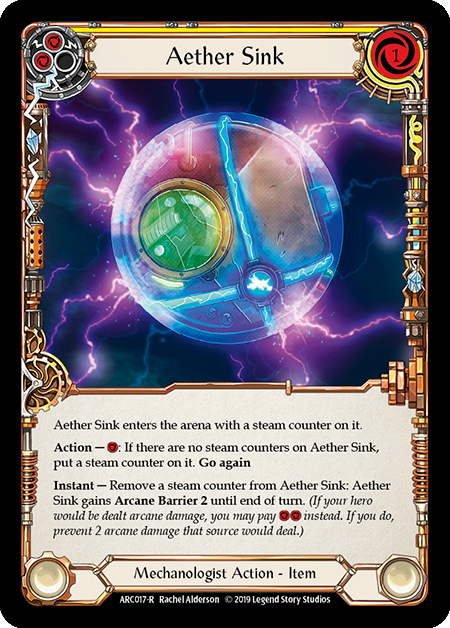 Aether Sink
1
Aether Sink enters the arena with a steam counter on it.
Action — : If there are no steam counters on Aether Sink,
put a steam counter on it. Go again
Instant — Remove a steam counter from Aether Sink: Aether
Sink gains Arcane Barrier 2 until end of turn. (If your hero
would be dealt arcane damage, you may pay instead. If you do,
prevent 2 arcane damage that source would deal.)
Mechanologist Action - Item
ARC017-R Rachel Alderson © 2019 Legend Story Studios